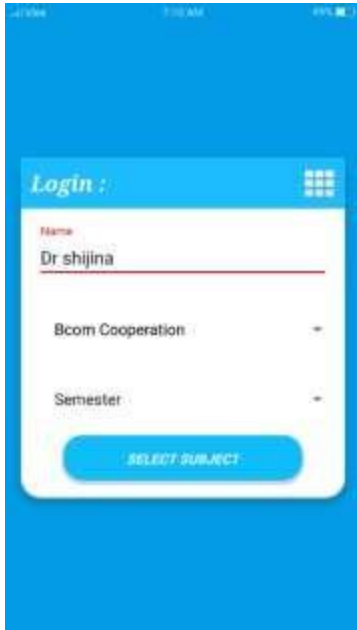 Login :
Name
Dr shijina
Bcom Cooperation
Semester
SELECT SUBJECT